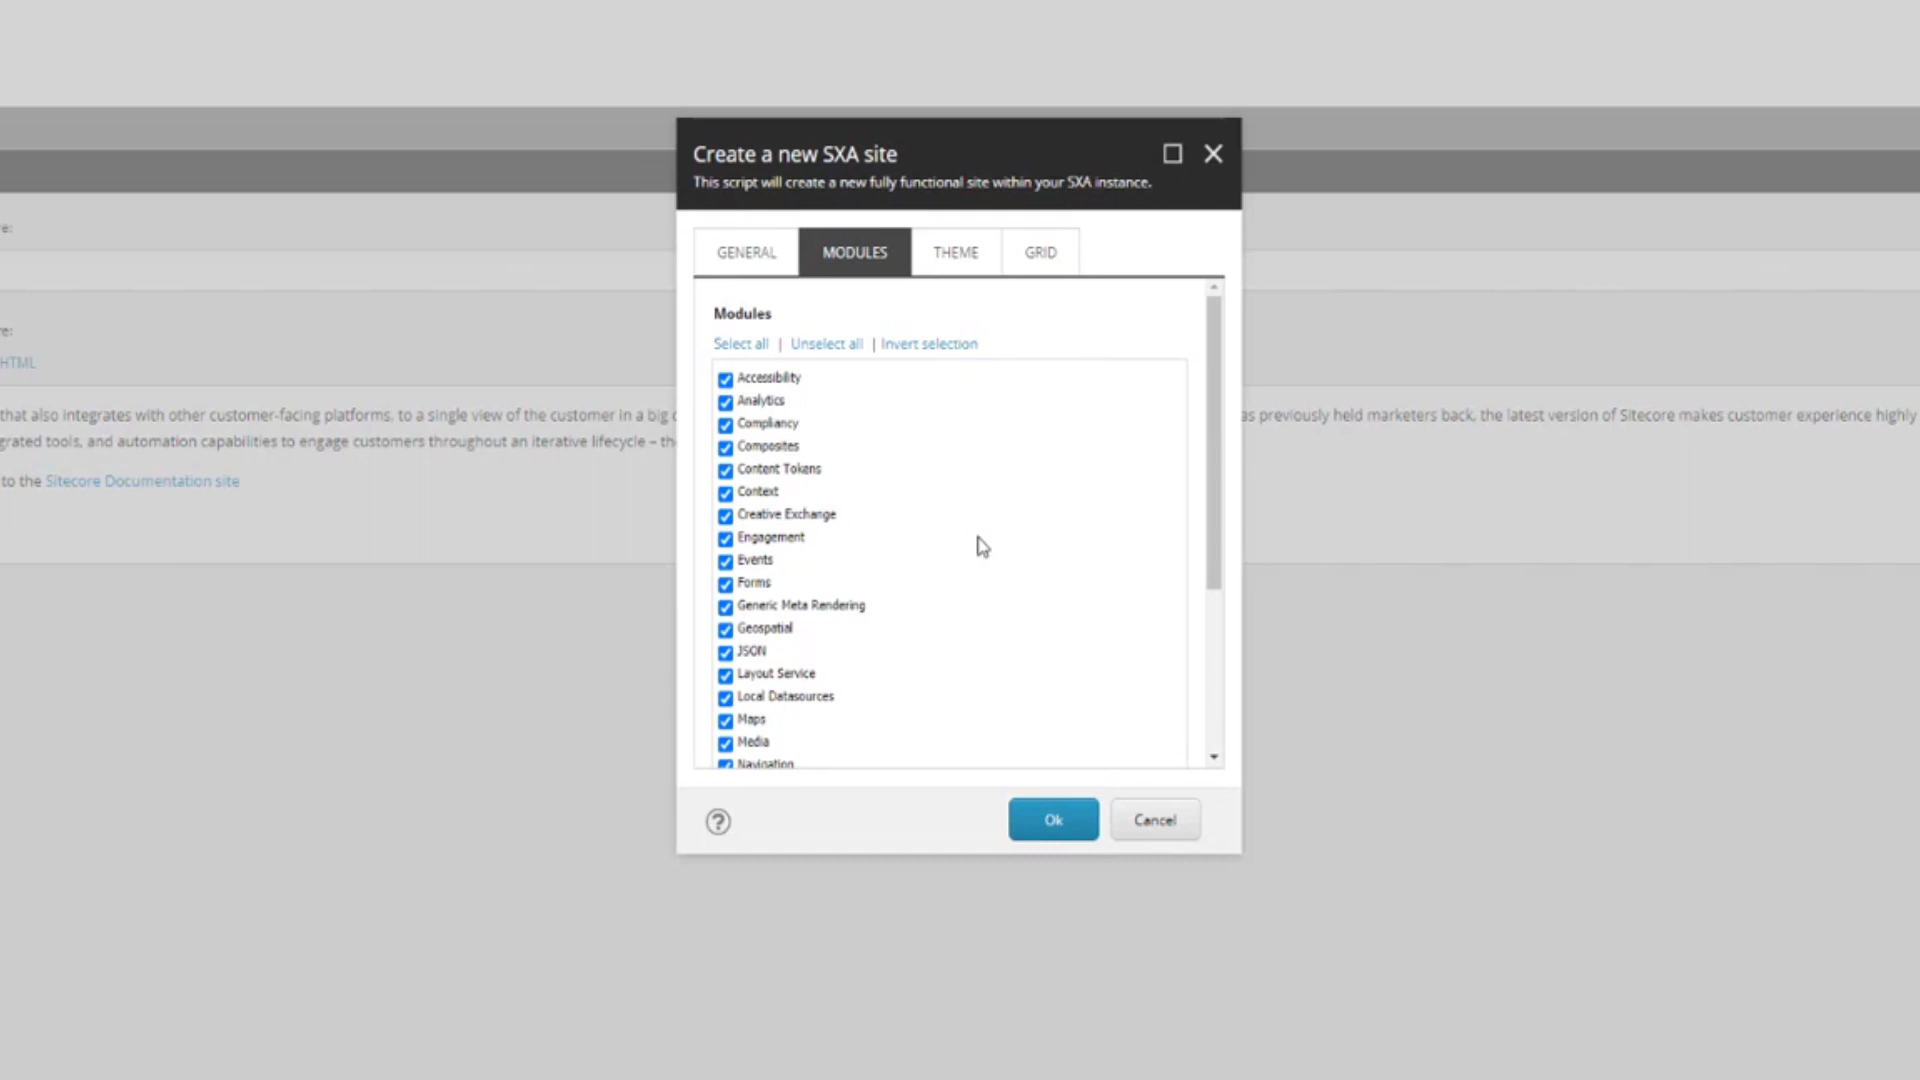 Create a new SXA site
This script will create a new fully functional site within your SXA instance.
re:
GENERAL MODULES THEME GRID
Modules
re:
Select all | Unselect all | Invert selection
HTML
Accessibility
Analytics
that also integrates with other customer-facing platforms, to a single view of the customer in a big
as previously held marketers back, the latest version of Sitecore makes customer experience highly
Compliancy
grated tools, and automation capabilities to engage customers throughout an iterative lifecycle –
Composites
Content Tokens
to the Sitecore Documentation site
Context
Creative Exchange
Engagement
Events
Forms
Generic Meta Rendering
Geospatial
JSON
Layout Service
Local Datasources
Maps
Media
Navigation
? Ok Cancel